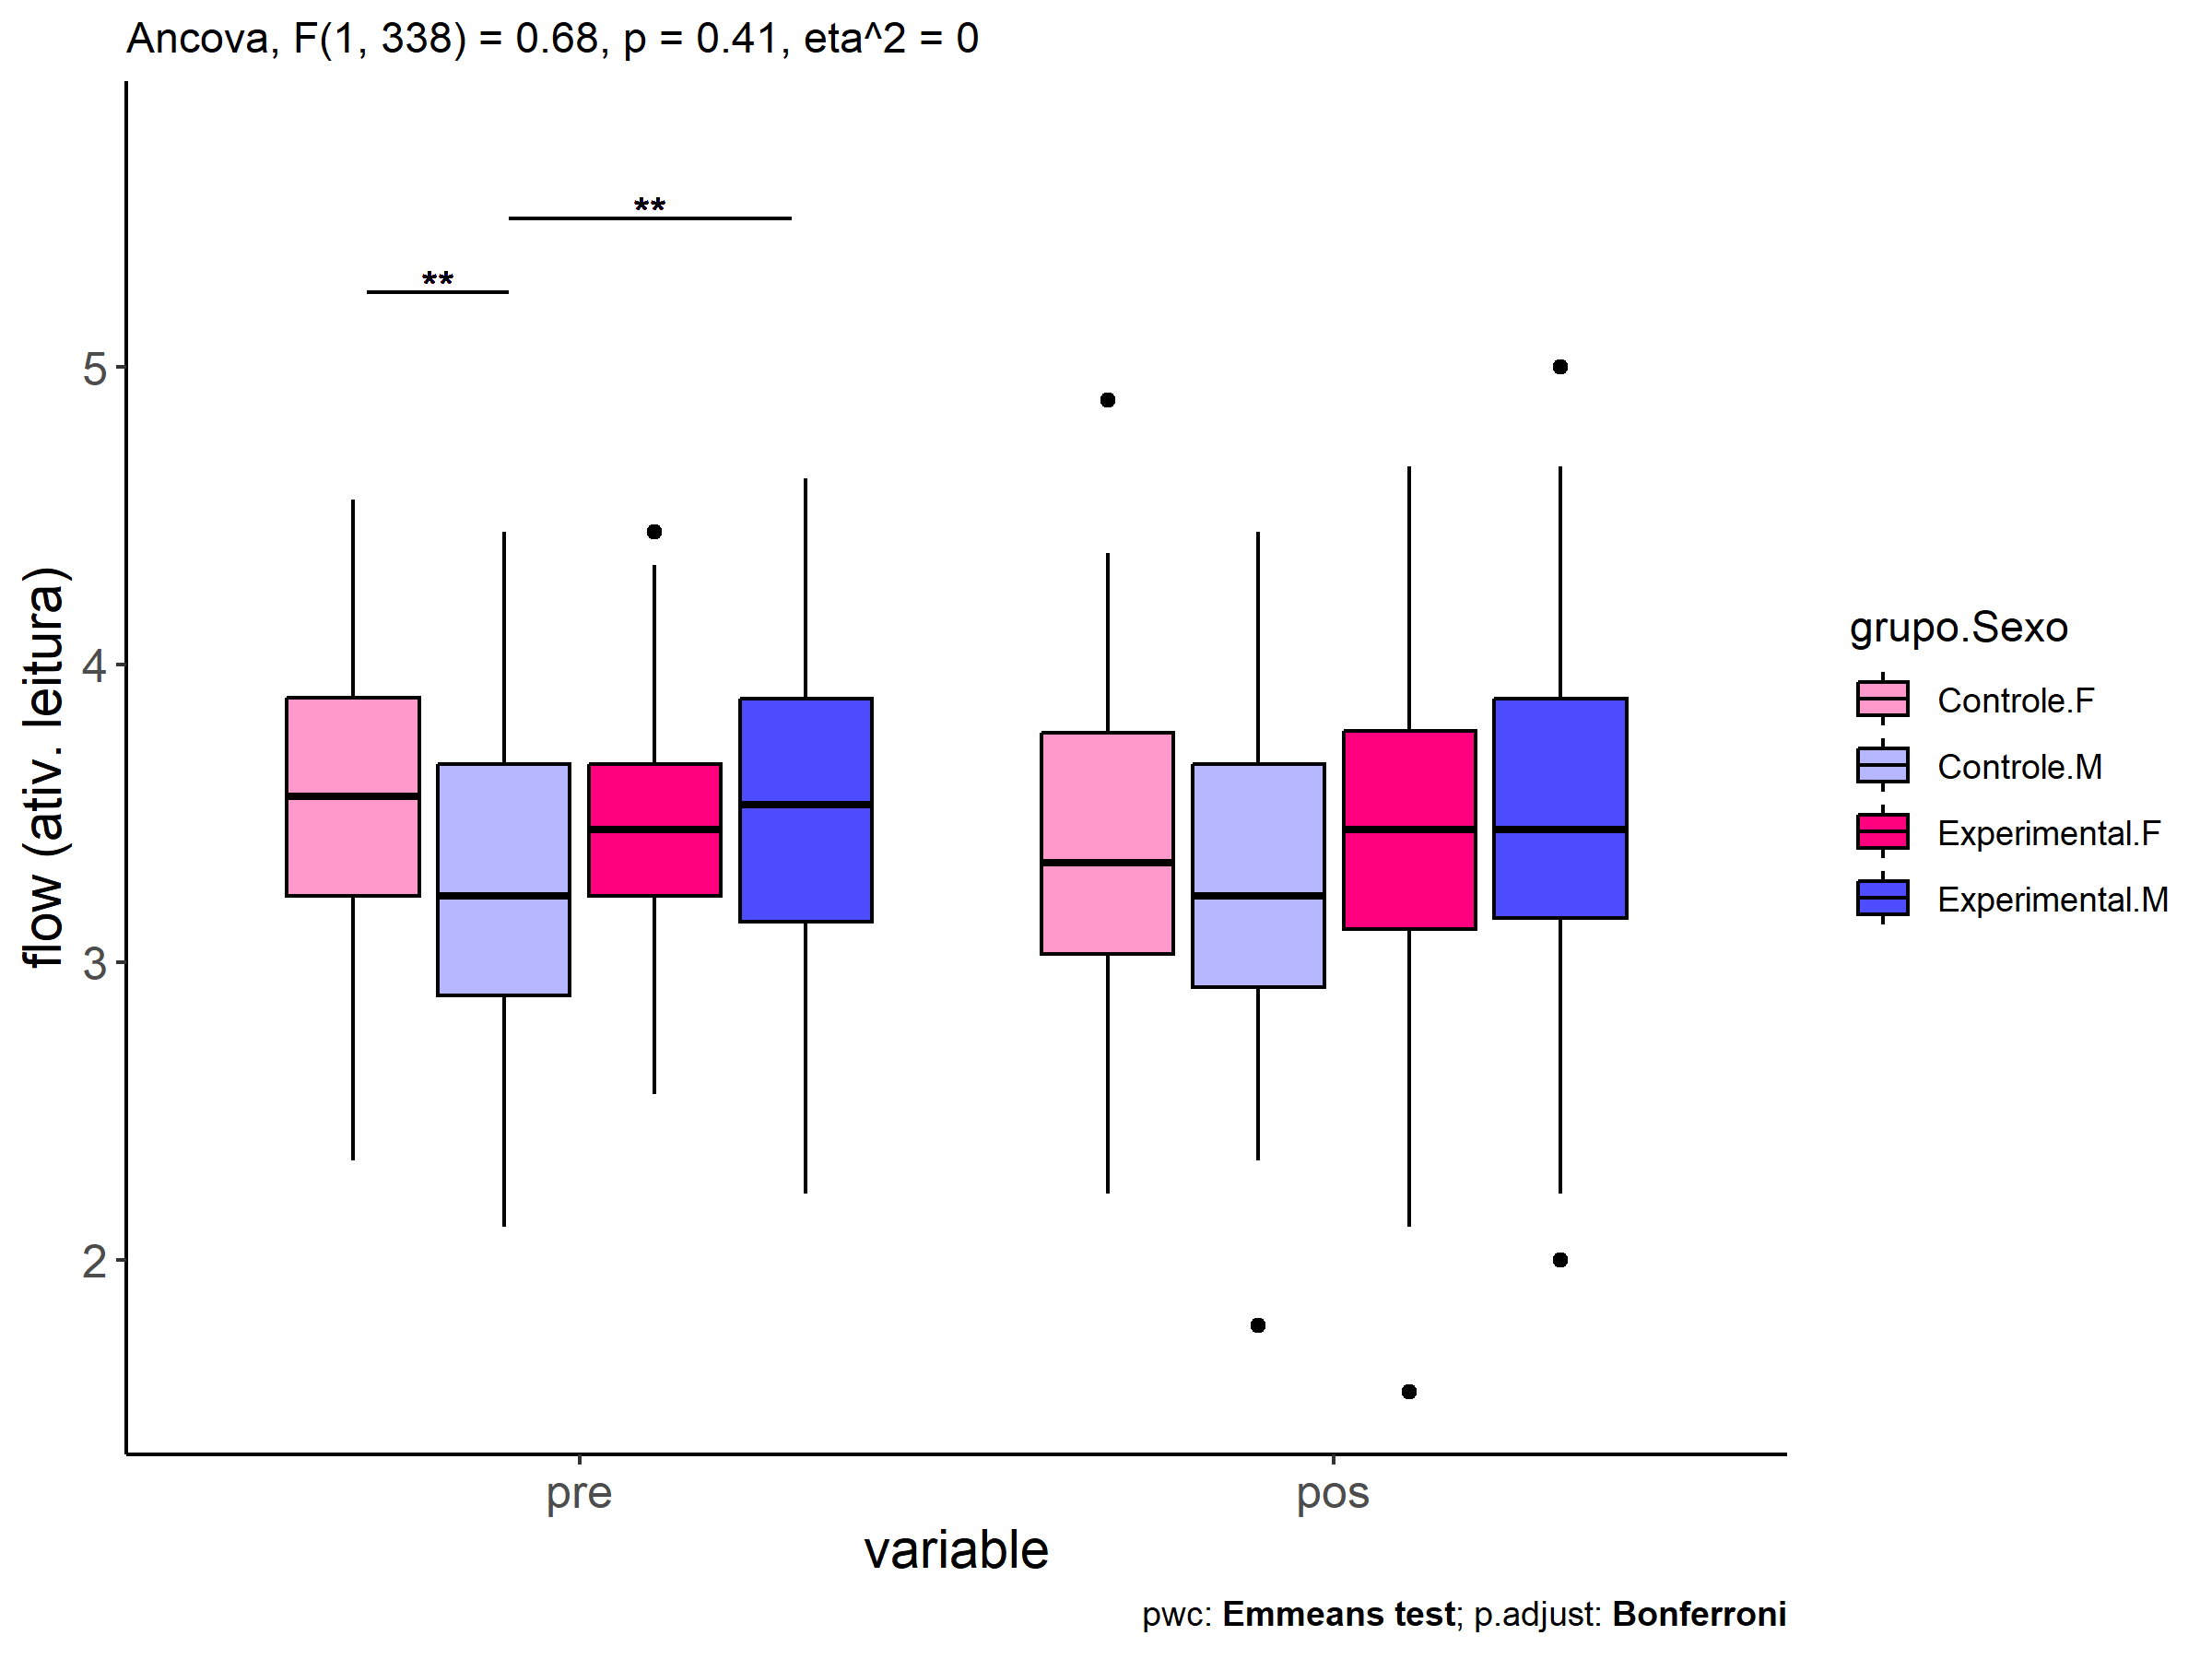 Ancova, F(1, 338) = 0.68, p = 0.41, eta^2 = 0
**
**
5
4
3
2
flow (ativ. leitura)
pre
pos
variable
grupo.Sexo
Controle.F
Controle.M
Experimental.F
Experimental.M
pwc: Emmeans test; p.adjust: Bonferroni